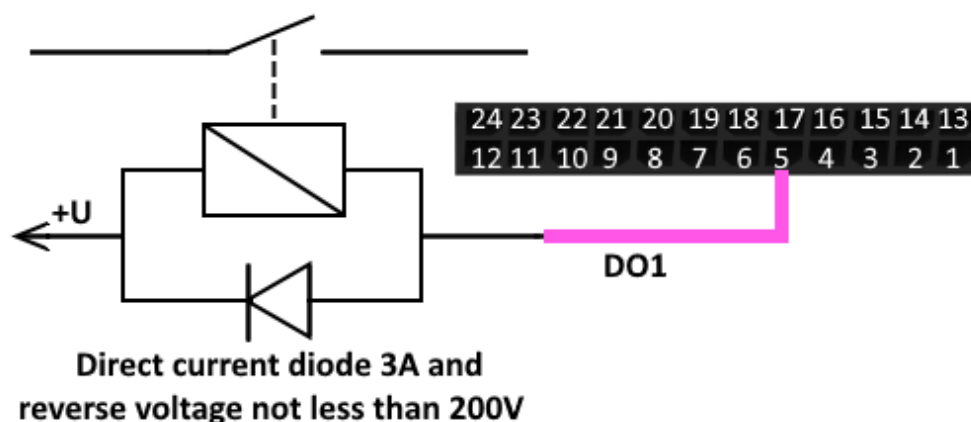 24 23 22 21 20 19 18 17 16 15 14 13
12 11 10 9 8 7 6 5 4 3 2 1
+U
DO1
Direct current diode 3A and
reverse voltage not less than 200V